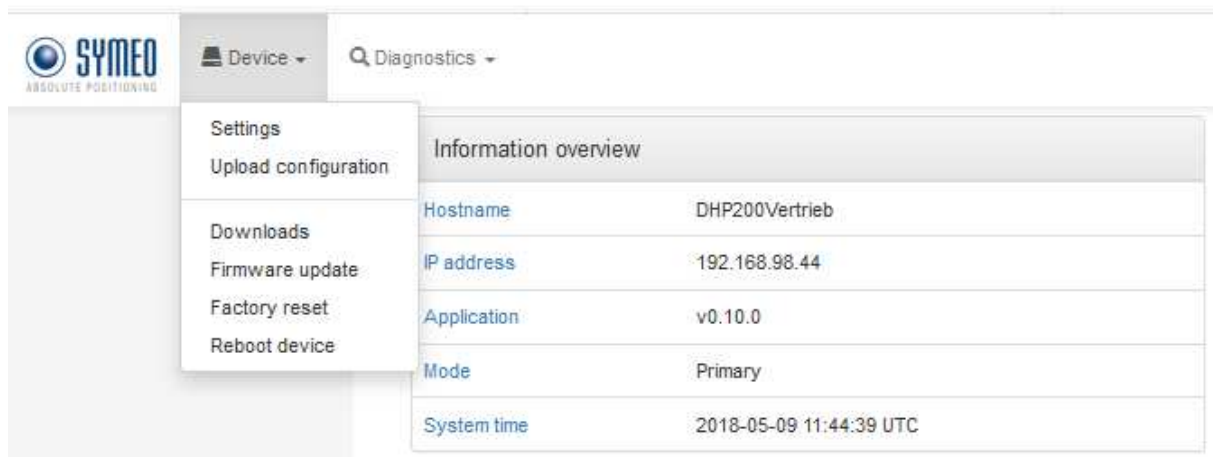 SYMEO
ABSOLUTE POSITIONING
Device
Diagnostics
Settings
Upload configuration
Downloads
Firmware update
Factory reset
Reboot device
Information overview
Hostname DHP200Vertrieb
IP address 192.168.98.44
Application v0.10.0
Mode Primary
System time 2018-05-09 11:44:39 UTC